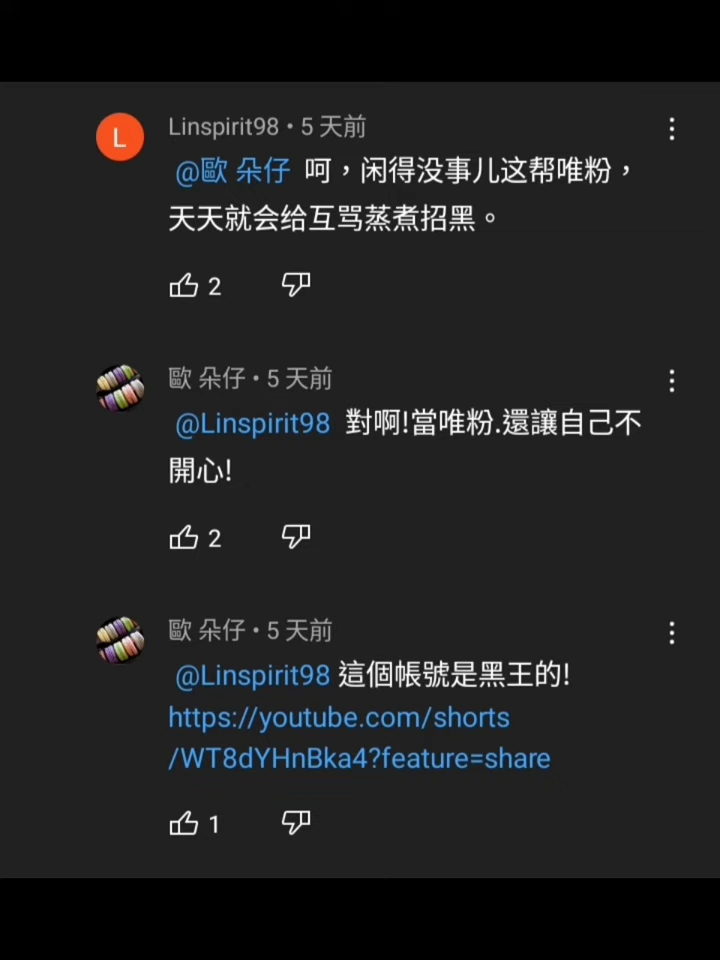 L
Linspirit98 • 5 天前
@歐 朵仔 呵，闲得没事儿这帮唯粉，
天天就会给互骂蒸煮招黑。
2
歐 朵仔 • 5 天前
@Linspirit98 對啊!當唯粉.還讓自己不
開心!
2
歐 朵仔 • 5 天前
@Linspirit98 這個帳號是黑王的!
https://youtube.com/shorts
/WT8dYHnBka4?feature=share
1